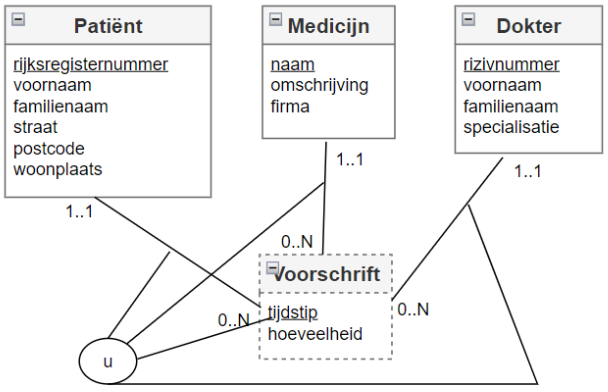 Patiënt
rijksregisternummer
voornaam
familienaam
straat
postcode
woonplaats
Medicijn
naam
omschrijving
firma
Dokter
rizivnummer
voornaam
familienaam
specialisatie
1..1
1..1
1..1
0..N
0..N
0..N
Voorschrift
tijdstip
hoeveelheid
u